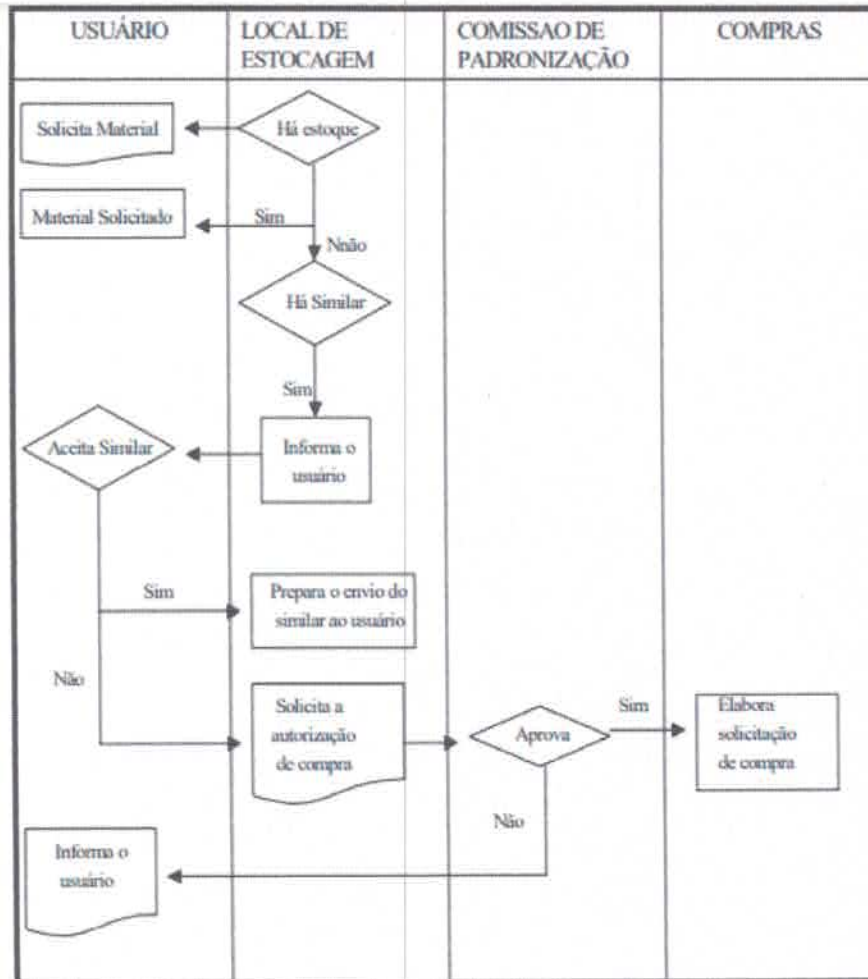 USUÁRIO
LOCAL DE
ESTOCAGEM
COMISSAO DE
PADRONIZAÇÃO
COMPRAS
Solicita Material
Há estoque
Material Solicitado
Sim
Nnão
Há Similar
Sim
Aceita Similar
Informa o
usuário
Sim
Prepara o envio do
similar ao usuário
Não
Solicita a
autorização
de compra
Aprova
Sim
Elabora
solicitação
de compra
Não
Informa o
usuário